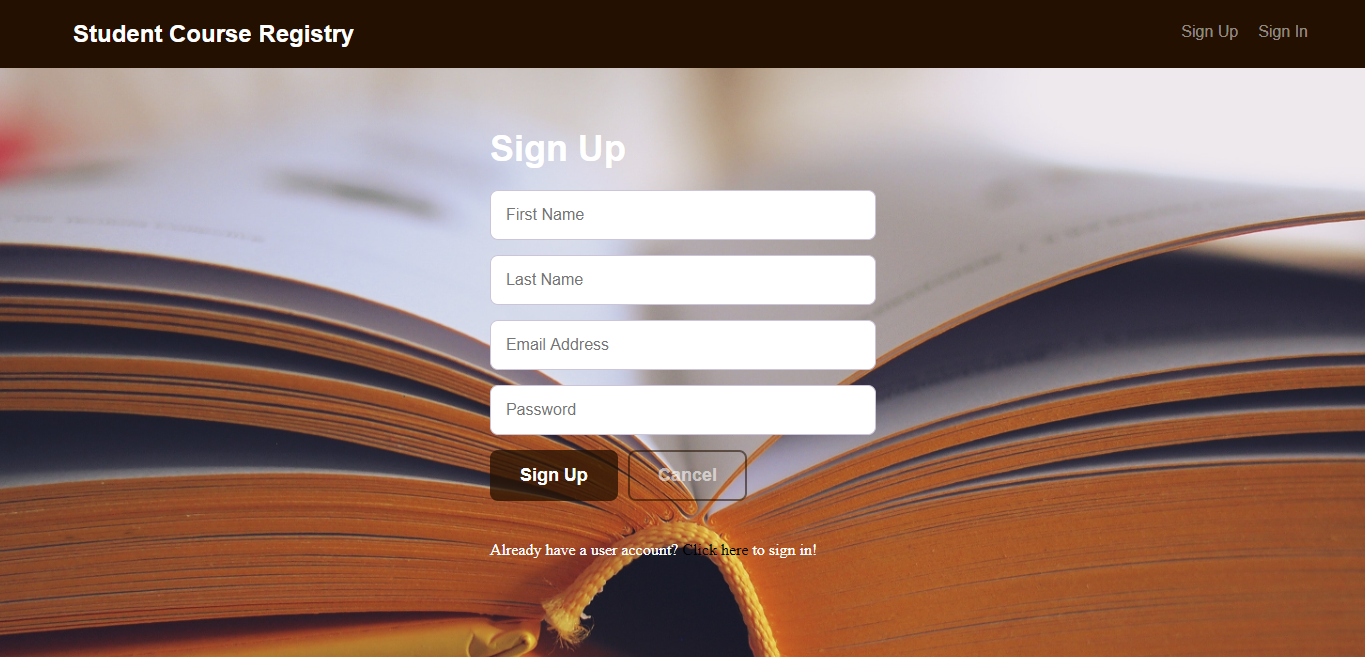 Student Course Registry
Sign Up
Sign In
Sign Up
First Name
Last Name
Email Address
Password
Sign Up
Cancel
Already have a user account? Click here to sign in!